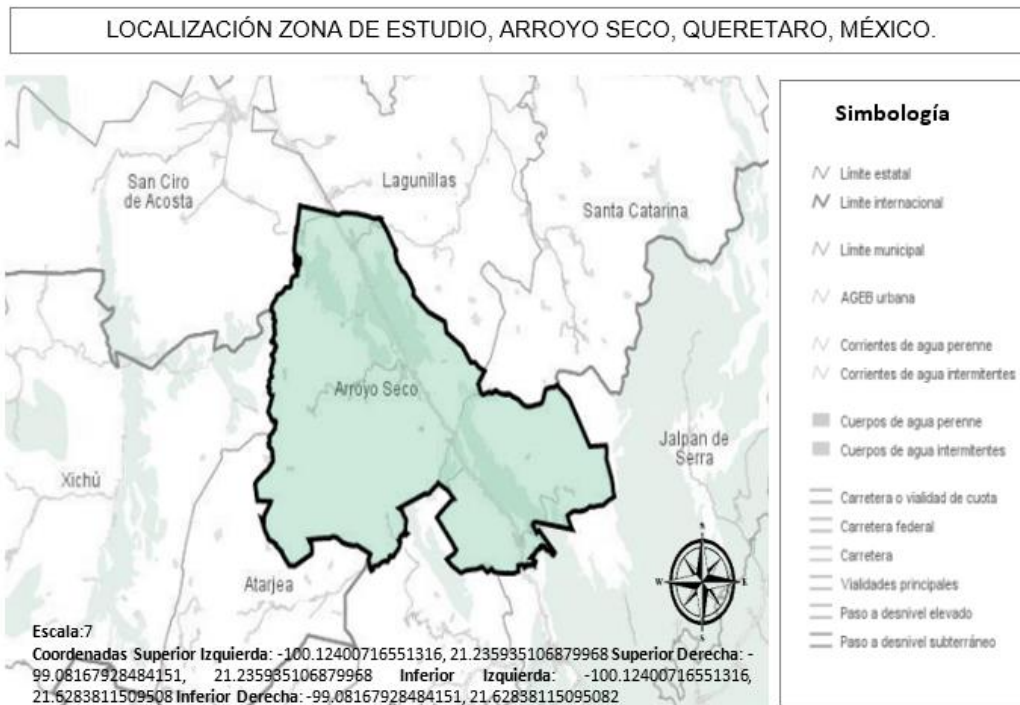 LOCALIZACIÓN ZONA DE ESTUDIO, ARROYO SECO, QUERETARO, MÉXICO.
San Ciro
de Acosta
Lagunillas
Santa Catarina
Arroyo Seco
Jalpan de
Serra
Xichú
Atarjea
N
W
E
S
Escala:7
Coordenadas Superior Izquierda: -100.12400716551316, 21.235935106879968 Superior Derecha: -
99.08167928484151, 21.235935106879968 Inferior Izquierda: -100.12400716551316,
21.6283811509508 Inferior Derecha: -99.08167928484151, 21.62838115095082
Simbología
Límite estatal
Límite internacional
Límite municipal
AGEB urbana
Corrientes de agua perenne
Corrientes de agua intermitentes
Cuerpos de agua perenne
Cuerpos de agua intermitentes
Carretera o vialidad de cuota
Carretera federal
Carretera
Vialidades principales
Paso a desnivel elevado
Paso a desnivel subterráneo